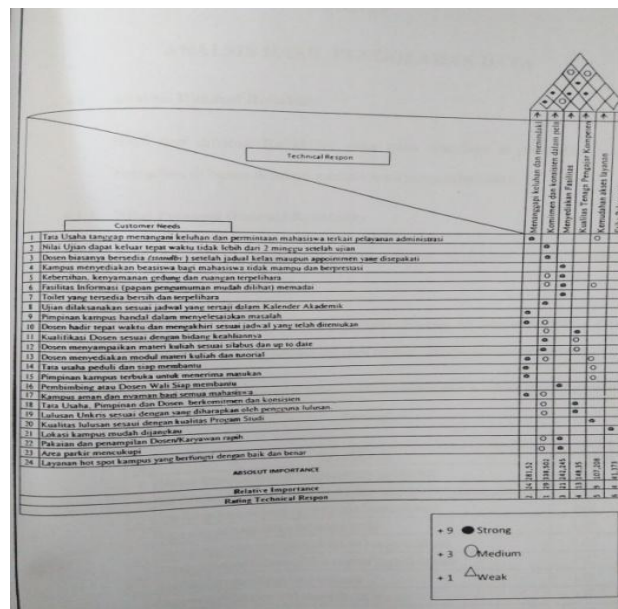 Technical Respon
Menanggapi keluhan dan menindaki
Komitmen dan konsisten dalam pela
Menyediakan Fasilitas
Kualitas Tenaga Pengajar Kompeten
Kemudahan akses layanan
Customer Needs
1 Tata Usaha tanggap menangani keluhan dan permintaan mahasiswa terkait pelayanan administrasi
2 Nilai Ujian dapat keluar tepat waktu tidak lebih dari 2 minggu setelah ujian
3 Dosen biasanya bersedia (standby) setelah jadual kelas maupun appoinmen yang disepakati
4 Kampus menyediakan beasiswa bagi mahasiswa tidak mampu dan berprestasi
5 Kebersihan, kenyamanan gedung dan ruangan terpelihara
6 Fasilitas Informasi (papan pengumuman mudah dilihat) memadai
7 Toilet yang tersedia bersih dan terpelihara
8 Ujian dilaksanakan sesuai jadwal yang tersaji dalam Kalender Akademik
9 Pimpinan kampus handal dalam menyelesaikan masalah
10 Dosen hadir tepat waktu dan mengakhiri sesuai jadwal yang telah ditentukan
11 Kualifikasi Dosen sesuai dengan bidang keahliannya
12 Dosen menyampaikan materi kuliah sesuai silabus dan up to date
13 Dosen menyediakan modul materi kuliah dan tutorial
14 Tata usaha peduli dan siap membantu
15 Pimpinan kampus terbuka untuk menerima masukan
16 Pembimbing atau Dosen Wali Siap membantu
17 Kampus aman dan nyaman bagi semua mahasiswa
18 Tata Usaha, Pimpinan dan Dosen berkomitmen dan konsisten
19 Lulusan Unkris sesuai dengan yang diharapkan oleh pengguna lulusan
20 Kualitas lulusan sesuai dengan kualitas Progam Studi
21 Lokasi kampus mudah dijangkau
22 Pakaian dan penampilan Dosen/Karyawan rapih
23 Area parkir mencukupi
24 Layanan hot spot kampus yang berfungsi dengan baik dan benar
ABSOLUT IMPORTANCE
Relative Importance
Rating Technical Respon
+ 9 Strong
+ 3 Medium
+ 1 Weak